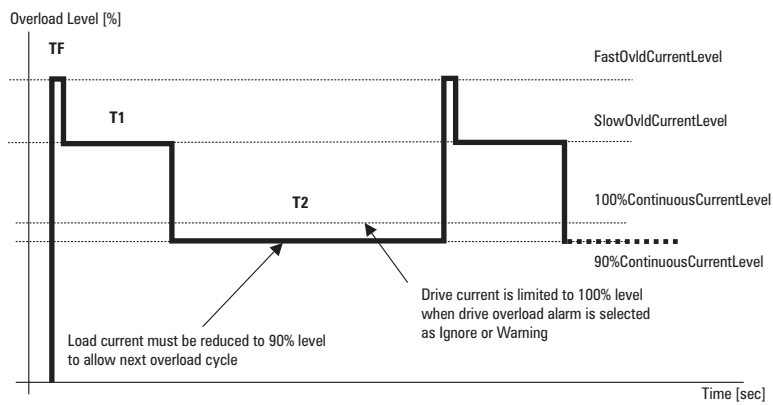 Overload Level [%]
TF
FastOvldCurrentLevel
T1
SlowOvldCurrentLevel
T2
100%ContinuousCurrentLevel
90%ContinuousCurrentLevel
Drive current is limited to 100% level
when drive overload alarm is selected
as Ignore or Warning
Load current must be reduced to 90% level
to allow next overload cycle
Time [sec]